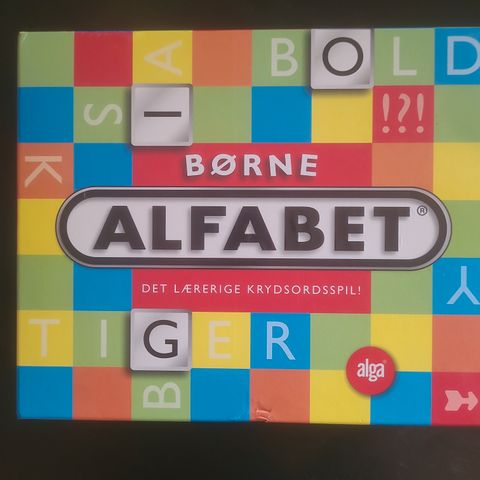 A BOLD
S I !?!
K
BØRNE
ALFABET®
DET LÆRERIGE KRYDSORDSSPIL!
Y
TIGER
alga®
B